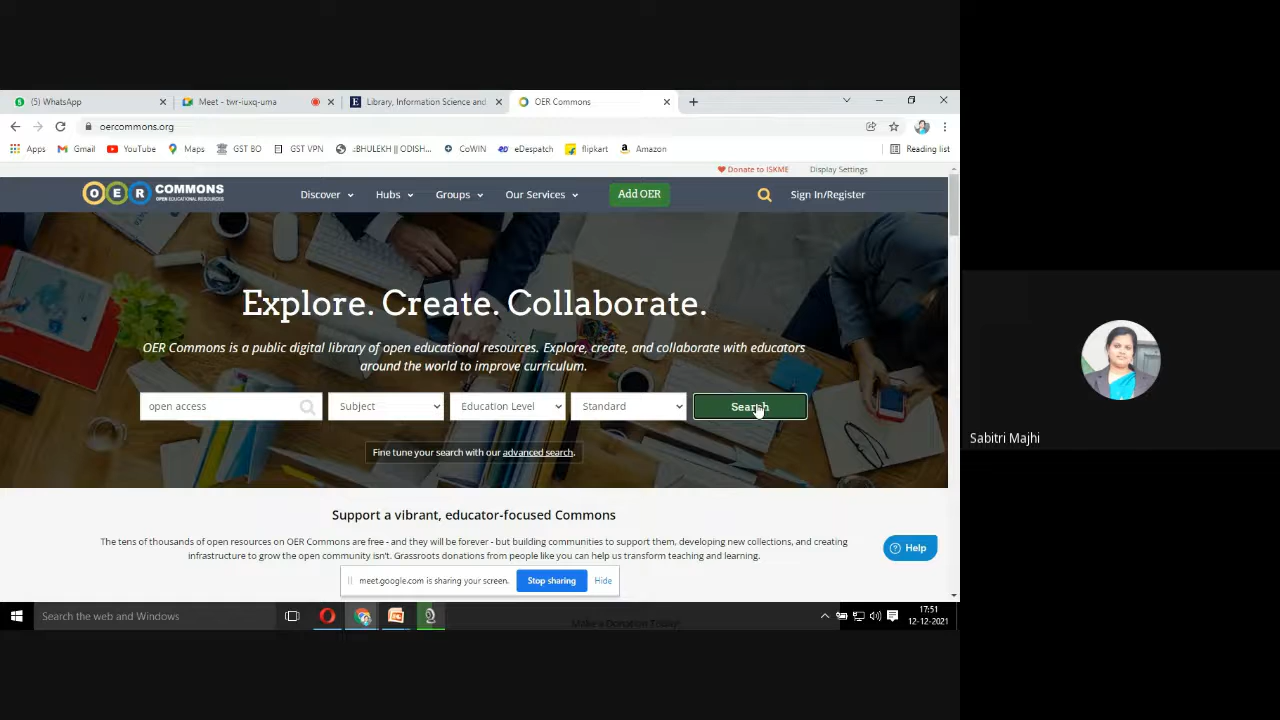 (5) WhatsApp
Meet - twr-iuxq-uma
Library, Information Science and
OER Commons
oercommons.org
Apps Gmail YouTube Maps GST BO GST VPN :BHULEKH || ODISH... CoWIN eDespatch flipkart Amazon Reading list
Donate to ISKME Display Settings
OER COMMONS
OPEN EDUCATIONAL RESOURCES
Discover Hubs Groups Our Services Add OER Sign In/Register
Explore. Create. Collaborate.
OER Commons is a public digital library of open educational resources. Explore, create, and collaborate with educators
around the world to improve curriculum.
open access Subject Education Level Standard Search
Fine tune your search with our advanced search.
Support a vibrant, educator-focused Commons
The tens of thousands of open resources on OER Commons are free - and they will be forever - but building communities to support them, developing new collections, and creating
infrastructure to grow the open community isn't. Grassroots donations from people like you can help us transform teaching and learning.
Help
meet.google.com is sharing your screen. Stop sharing Hide
Make a Donation Today!
Search the web and Windows
17:51
12-12-2021
Sabitri Majhi